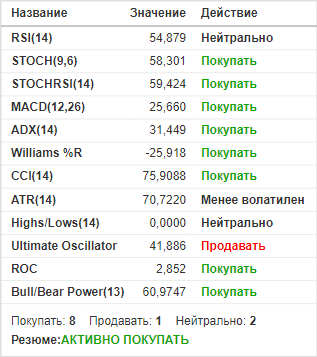 Название Значение Действие
RSI(14) 54,879 Нейтрально
STOCH(9,6) 58,301 Покупать
STOCHRSI(14) 59,424 Покупать
MACD(12,26) 25,660 Покупать
ADX(14) 31,449 Покупать
Williams %R -25,918 Покупать
CCI(14) 75,9088 Покупать
ATR(14) 70,7220 Менее волатилен
Highs/Lows(14) 0,0000 Нейтрально
Ultimate Oscillator 41,886 Продавать
ROC 2,852 Покупать
Bull/Bear Power(13) 60,9747 Покупать
Покупать: 8 Продавать: 1 Нейтрально: 2
Резюме:АКТИВНО ПОКУПАТЬ